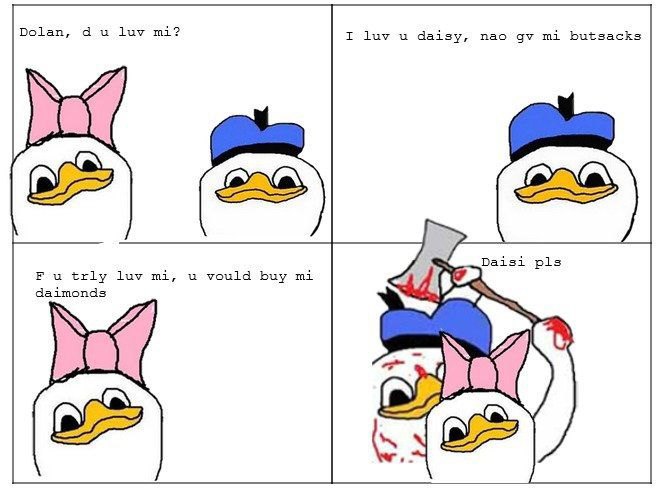 Dolan, d u luv mi?
I luv u daisy, nao gv mi butsacks
F u trly luv mi, u vould buy mi
daimonds
Daisi pls